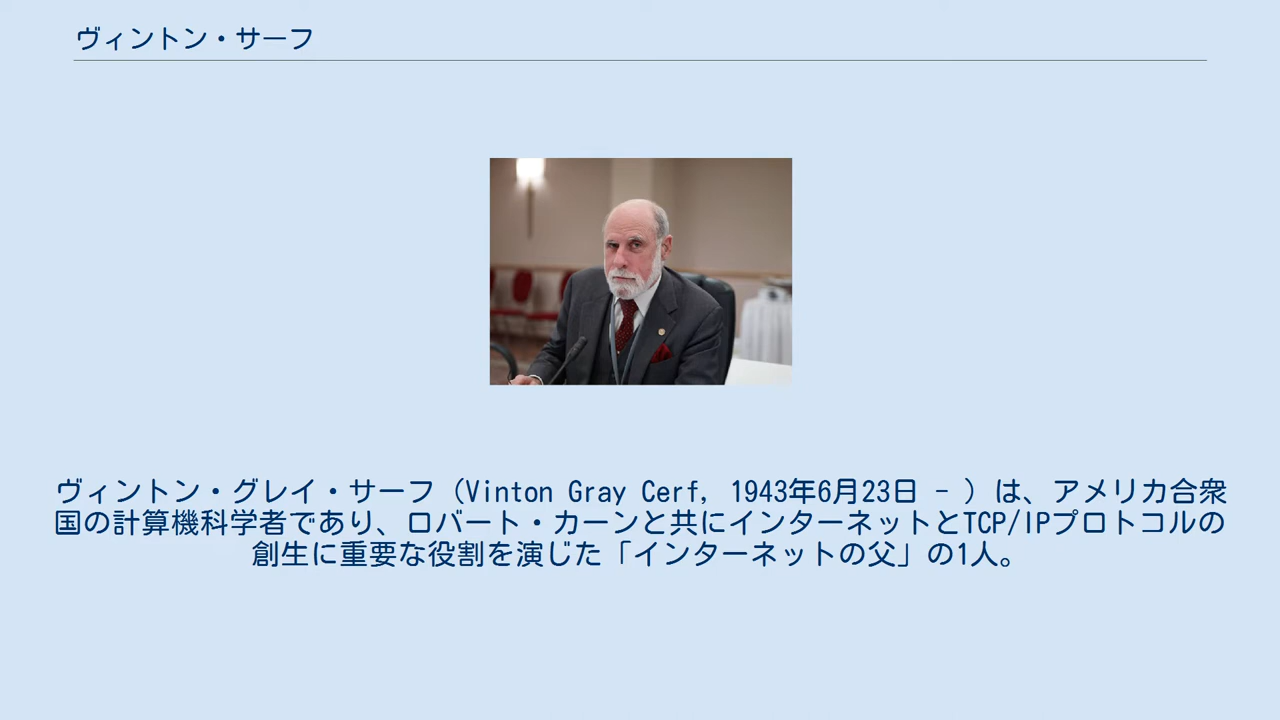 ヴィントン・サーフ
ヴィントン・グレイ・サーフ（Vinton Gray Cerf, 1943年6月23日 - ）は、アメリカ合衆
国の計算機科学者であり、ロバート・カーンと共にインターネットとTCP/IPプロトコルの
創生に重要な役割を演じた「インターネットの父」の1人。